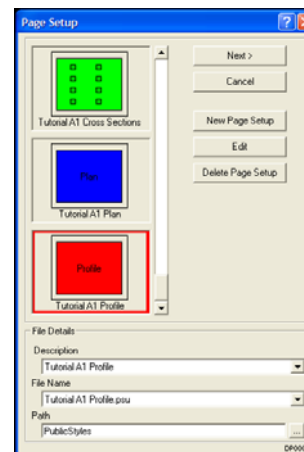 Page Setup
Next >
Cancel
Tutorial A1 Cross Sections
New Page Setup
Edit
Plan
Delete Page Setup
Tutorial A1 Plan
Profile
Tutorial A1 Profile
File Details
Description
Tutorial A1 Profile
File Name
Tutorial A1 Profile.psu
Path
PublicStyles
...